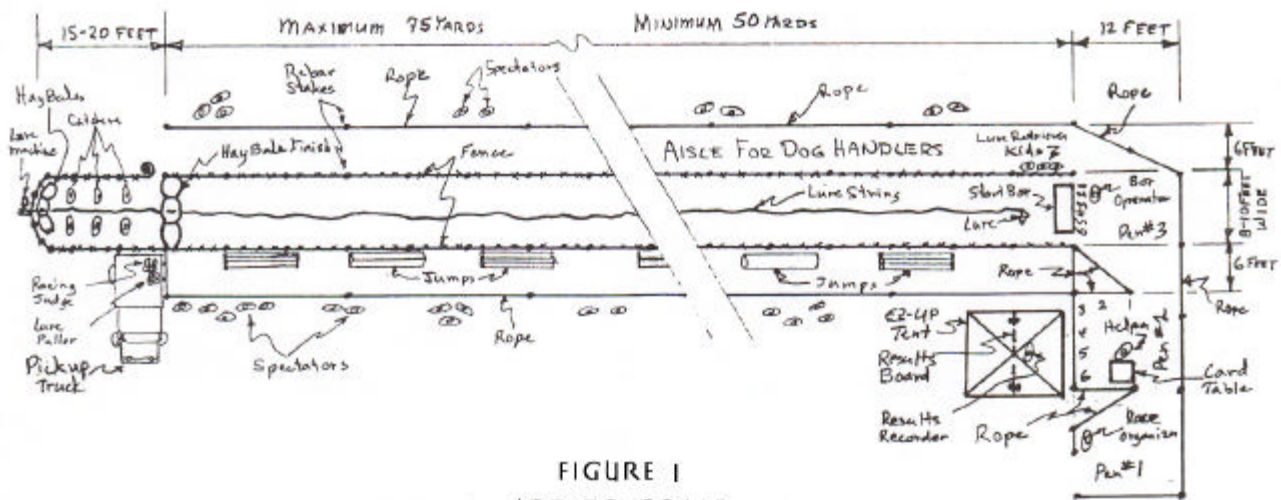 15-20 FEET
MAXIMUM 75 YARDS
MINIMUM 50 YARDS
12 FEET
Hay Bales
Lure
Machine
Catchers
Rebar
Stakes
Rope
Spectators
Rope
Rope
Hay Bale Finish
Fence
AISLE FOR DOG HANDLERS
Lure Retriever
Kids
6 FEET
Lure String
Start Box
Lure
Box
Operator
Pen #3
8-10 FEET
WIDE
Racing
Judge
Lure
Puller
Pickup
Truck
Jumps
Jumps
Rope
6 FEET
Rope
Spectators
Rope
EZ-UP
Tent
Results
Board
Results
Recorder
2
3
4
5
6
Helper
Pen #2
Card
Table
Rope
Race
Organizer
Pen #1
FIGURE 1